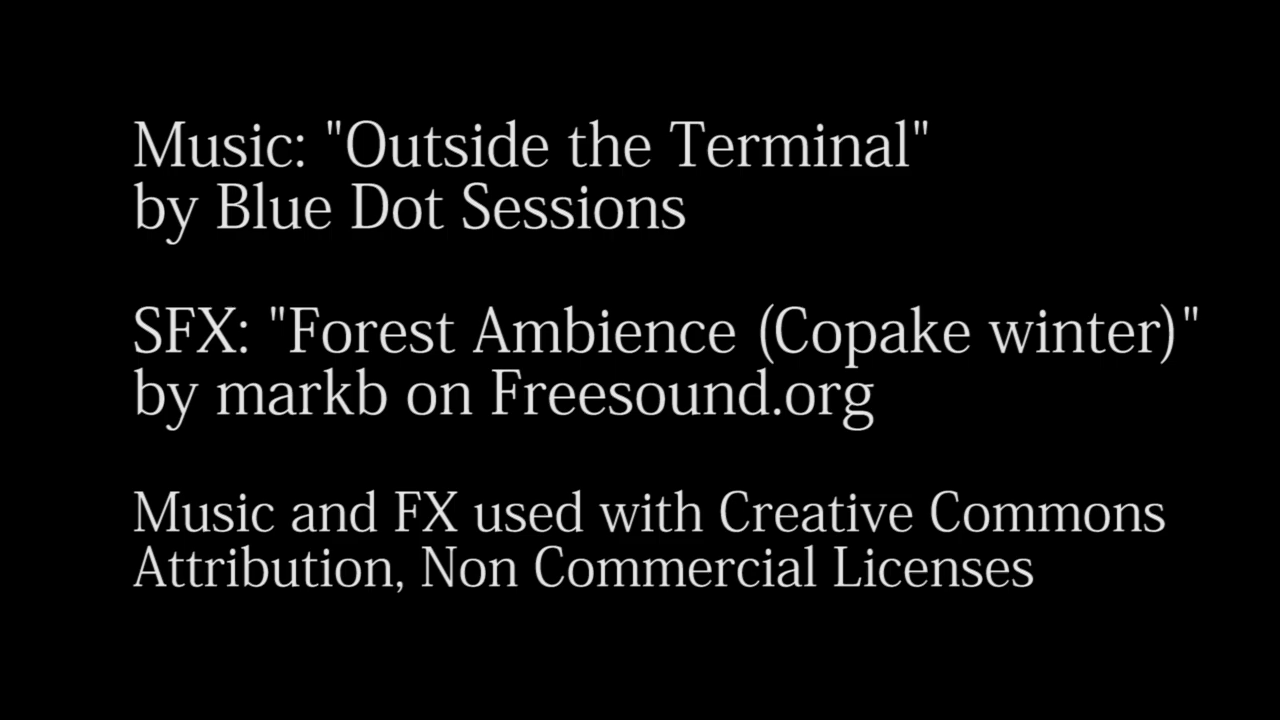 Music: "Outside the Terminal"
by Blue Dot Sessions
SFX: "Forest Ambience (Copake winter)"
by markb on Freesound.org
Music and FX used with Creative Commons
Attribution, Non Commercial Licenses